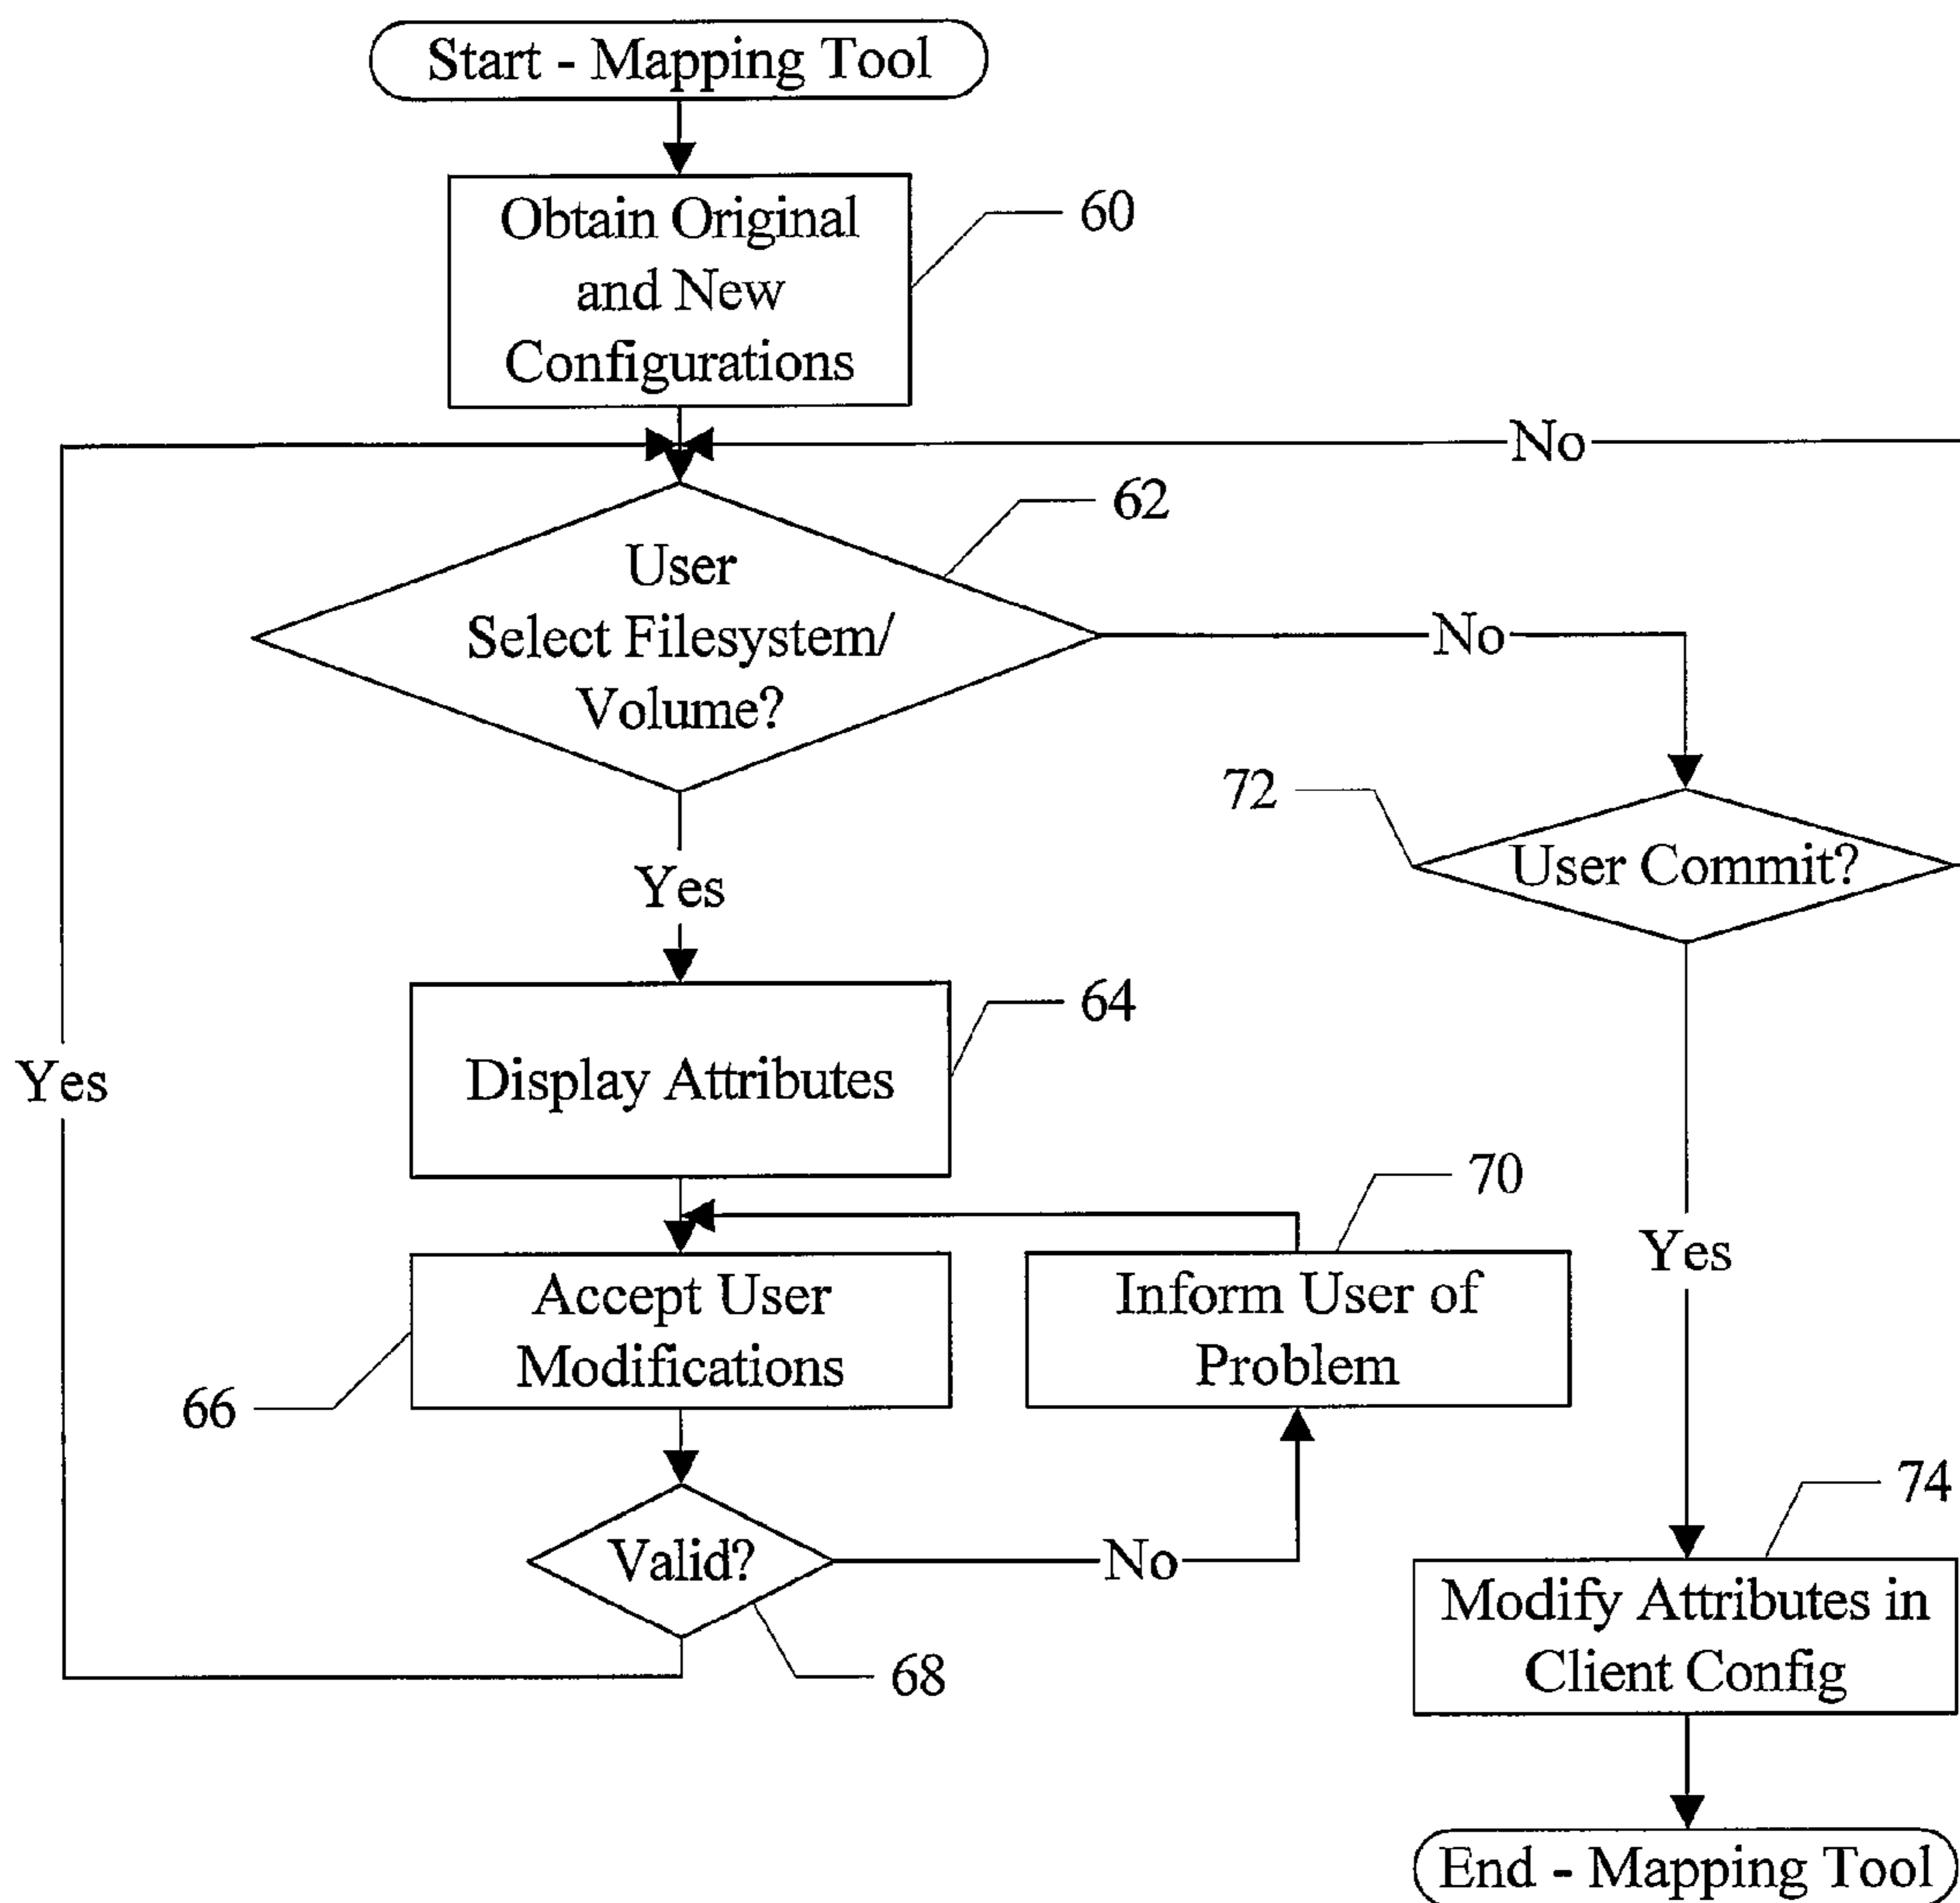 Start - Mapping Tool
Obtain Original
and New
Configurations
60
No
62
User
Select Filesystem/
Volume?
No
72
User Commit?
Yes
64
Display Attributes
Yes
70
Yes
Accept User
Modifications
Inform User of
Problem
66
74
Valid?
No
Modify Attributes in
Client Config
68
End - Mapping Tool